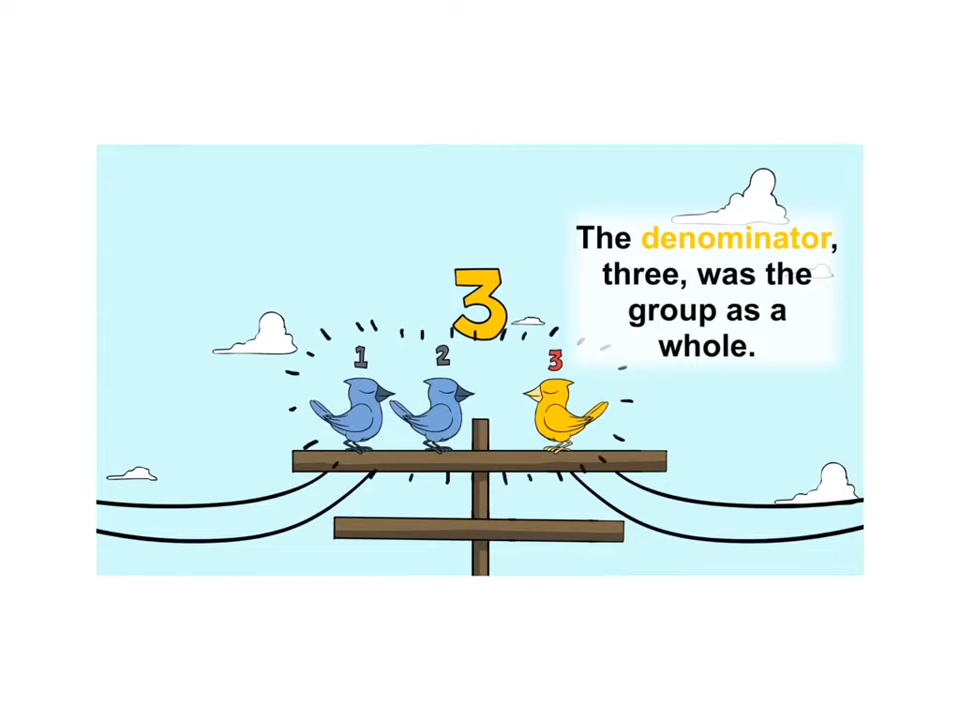 The denominator,
three, was the
group as a
whole.
3
1 2 3